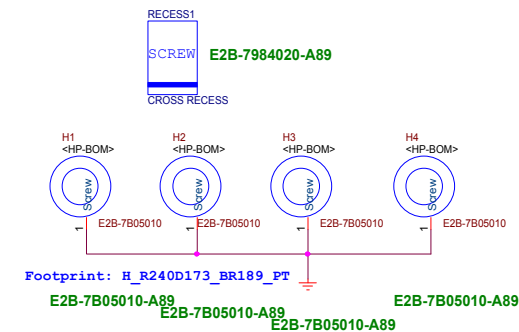 RECESS1
SCREW
E2B-7984020-A89
CROSS RECESS
H1
H2
H3
H4
<HP-BOM>
<HP-BOM>
<HP-BOM>
<HP-BOM>
Screw
Screw
Screw
Screw
1
1
1
1
E2B-7B05010
E2B-7B05010
E2B-7B05010
E2B-7B05010
Footprint: H_R240D173_BR189_PT
E2B-7B05010-A89
E2B-7B05010-A89
E2B-7B05010-A89
E2B-7B05010-A89